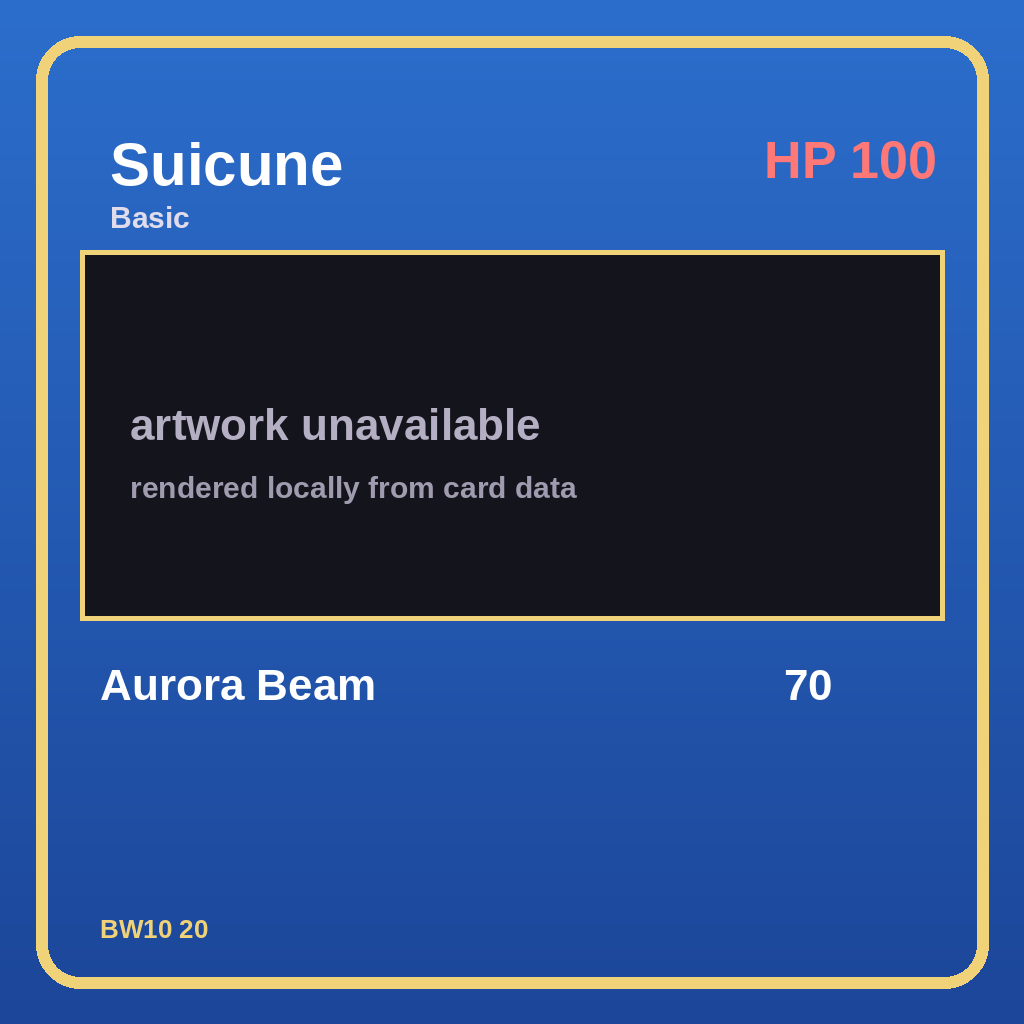 Suicune
HP 100
Basic
artwork unavailable
rendered locally from card data
Aurora Beam 70
BW10 20